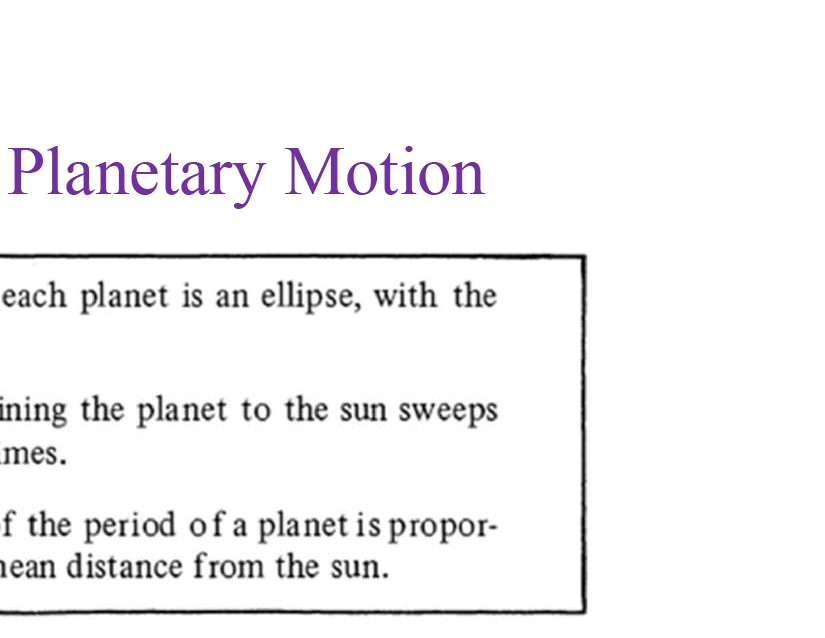 Planetary Motion
each planet is an ellipse, with the
ining the planet to the sun sweeps
imes.
f the period of a planet is propor-
nean distance from the sun.